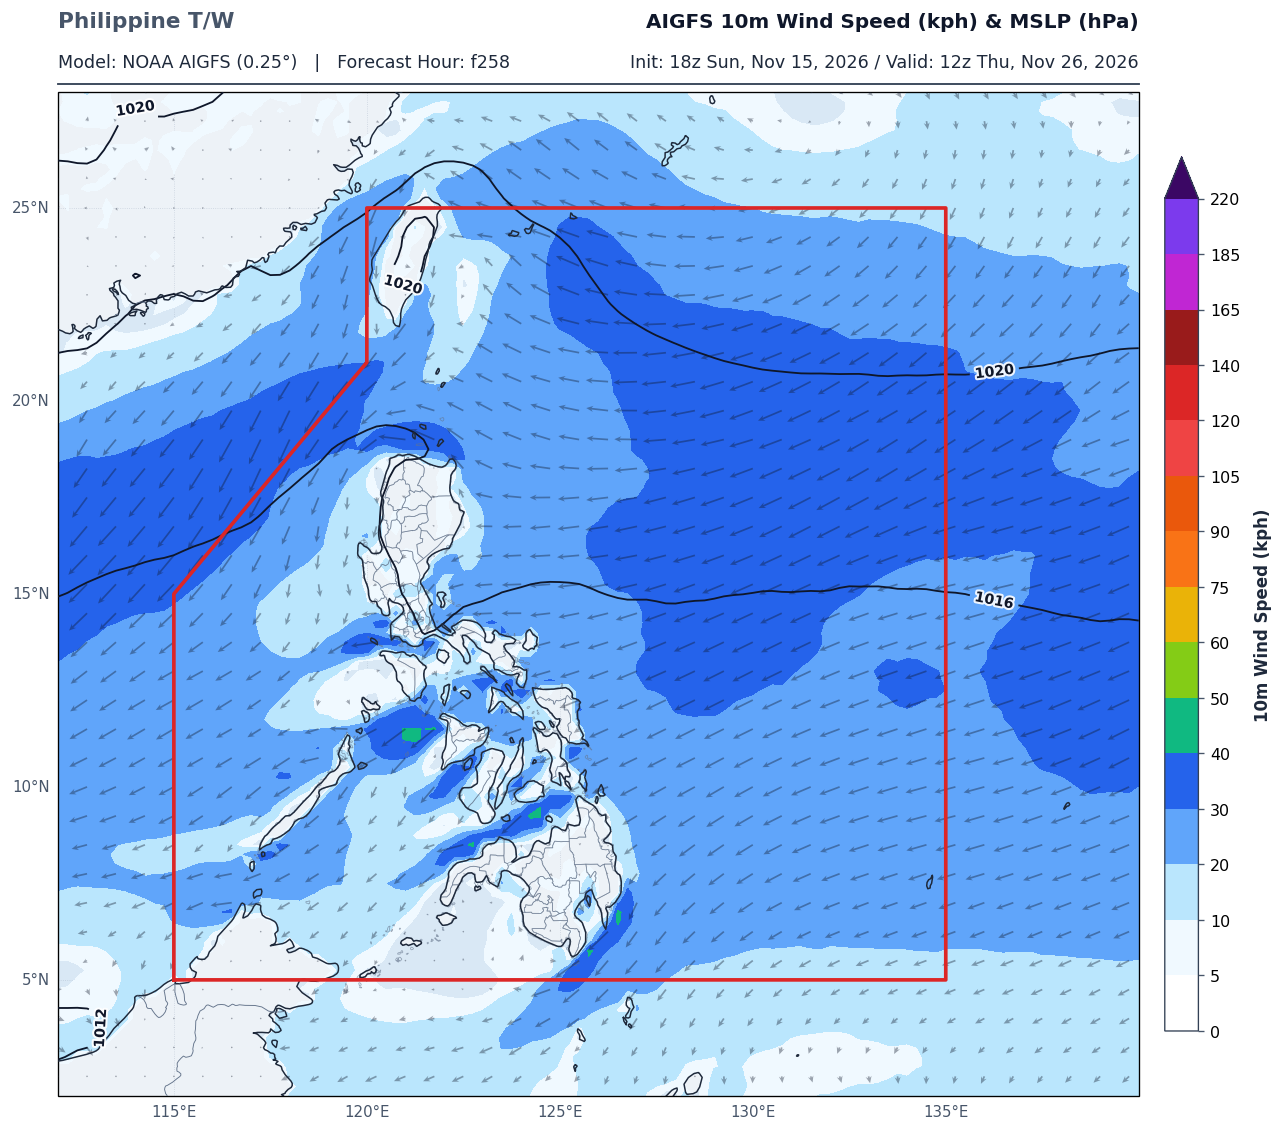 Philippine T/W
AIGFS 10m Wind Speed (kph) & MSLP (hPa)
Model: NOAA AIGFS (0.25°)   |   Forecast Hour: f258
Init: 18z Sun, Nov 15, 2026 / Valid: 12z Thu, Nov 26, 2026
1020
25°N
20°N
15°N
10°N
5°N
1020
1020
1016
1012
115°E
120°E
125°E
130°E
135°E
220
185
165
140
120
105
90
75
60
50
40
30
20
10
5
0
10m Wind Speed (kph)